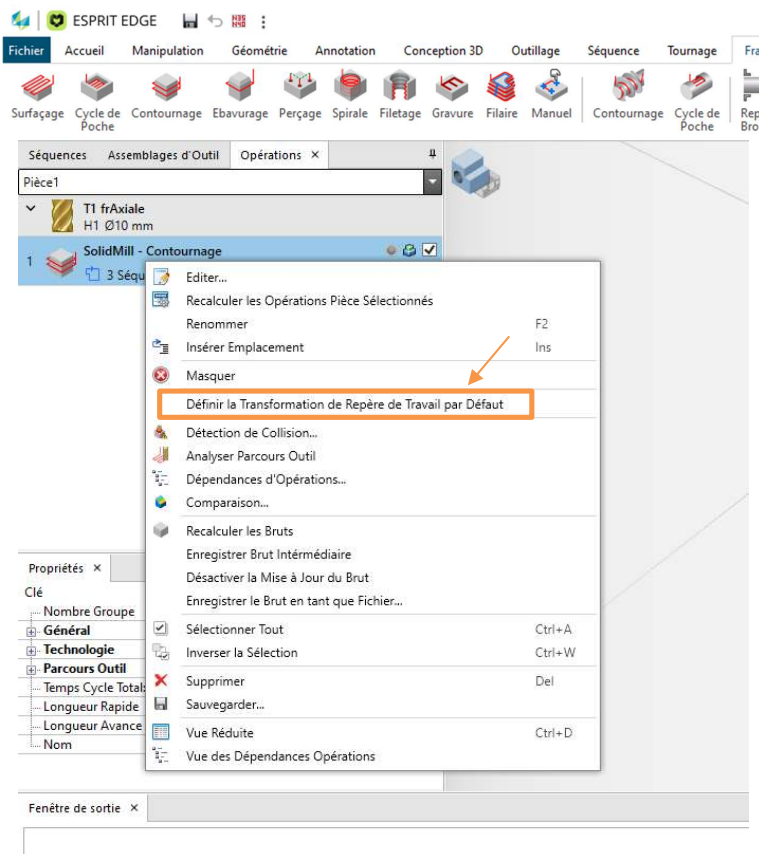 ESPRIT EDGE
Fichier Accueil Manipulation Géométrie Annotation Conception 3D Outillage Séquence Tournage Fra
Surfaçage Cycle de Poche Contournage Ebavurage Perçage Spirale Filetage Gravure Filaire Manuel Contournage Cycle de Poche Rep Bro
Séquences Assemblages d'Outil Opérations ×
Pièce1
T1 frAxiale
H1 Ø10 mm
1 SolidMill - Contournage
3 Séqu
Editer...
Recalculer les Opérations Pièce Sélectionnés
Renommer F2
Insérer Emplacement Ins
Masquer
Définir la Transformation de Repère de Travail par Défaut
Détection de Collision...
Analyser Parcours Outil
Dépendances d'Opérations...
Comparaison...
Recalculer les Bruts
Enregistrer Brut Intérmédiaire
Désactiver la Mise à Jour du Brut
Enregistrer le Brut en tant que Fichier...
Sélectionner Tout Ctrl+A
Inverser la Sélection Ctrl+W
Supprimer Del
Sauvegarder...
Vue Réduite Ctrl+D
Vue des Dépendances Opérations
Propriétés ×
Clé
Nombre Groupe
Général
Technologie
Parcours Outil
Temps Cycle Total:
Longueur Rapide
Longueur Avance
Nom
Fenêtre de sortie ×